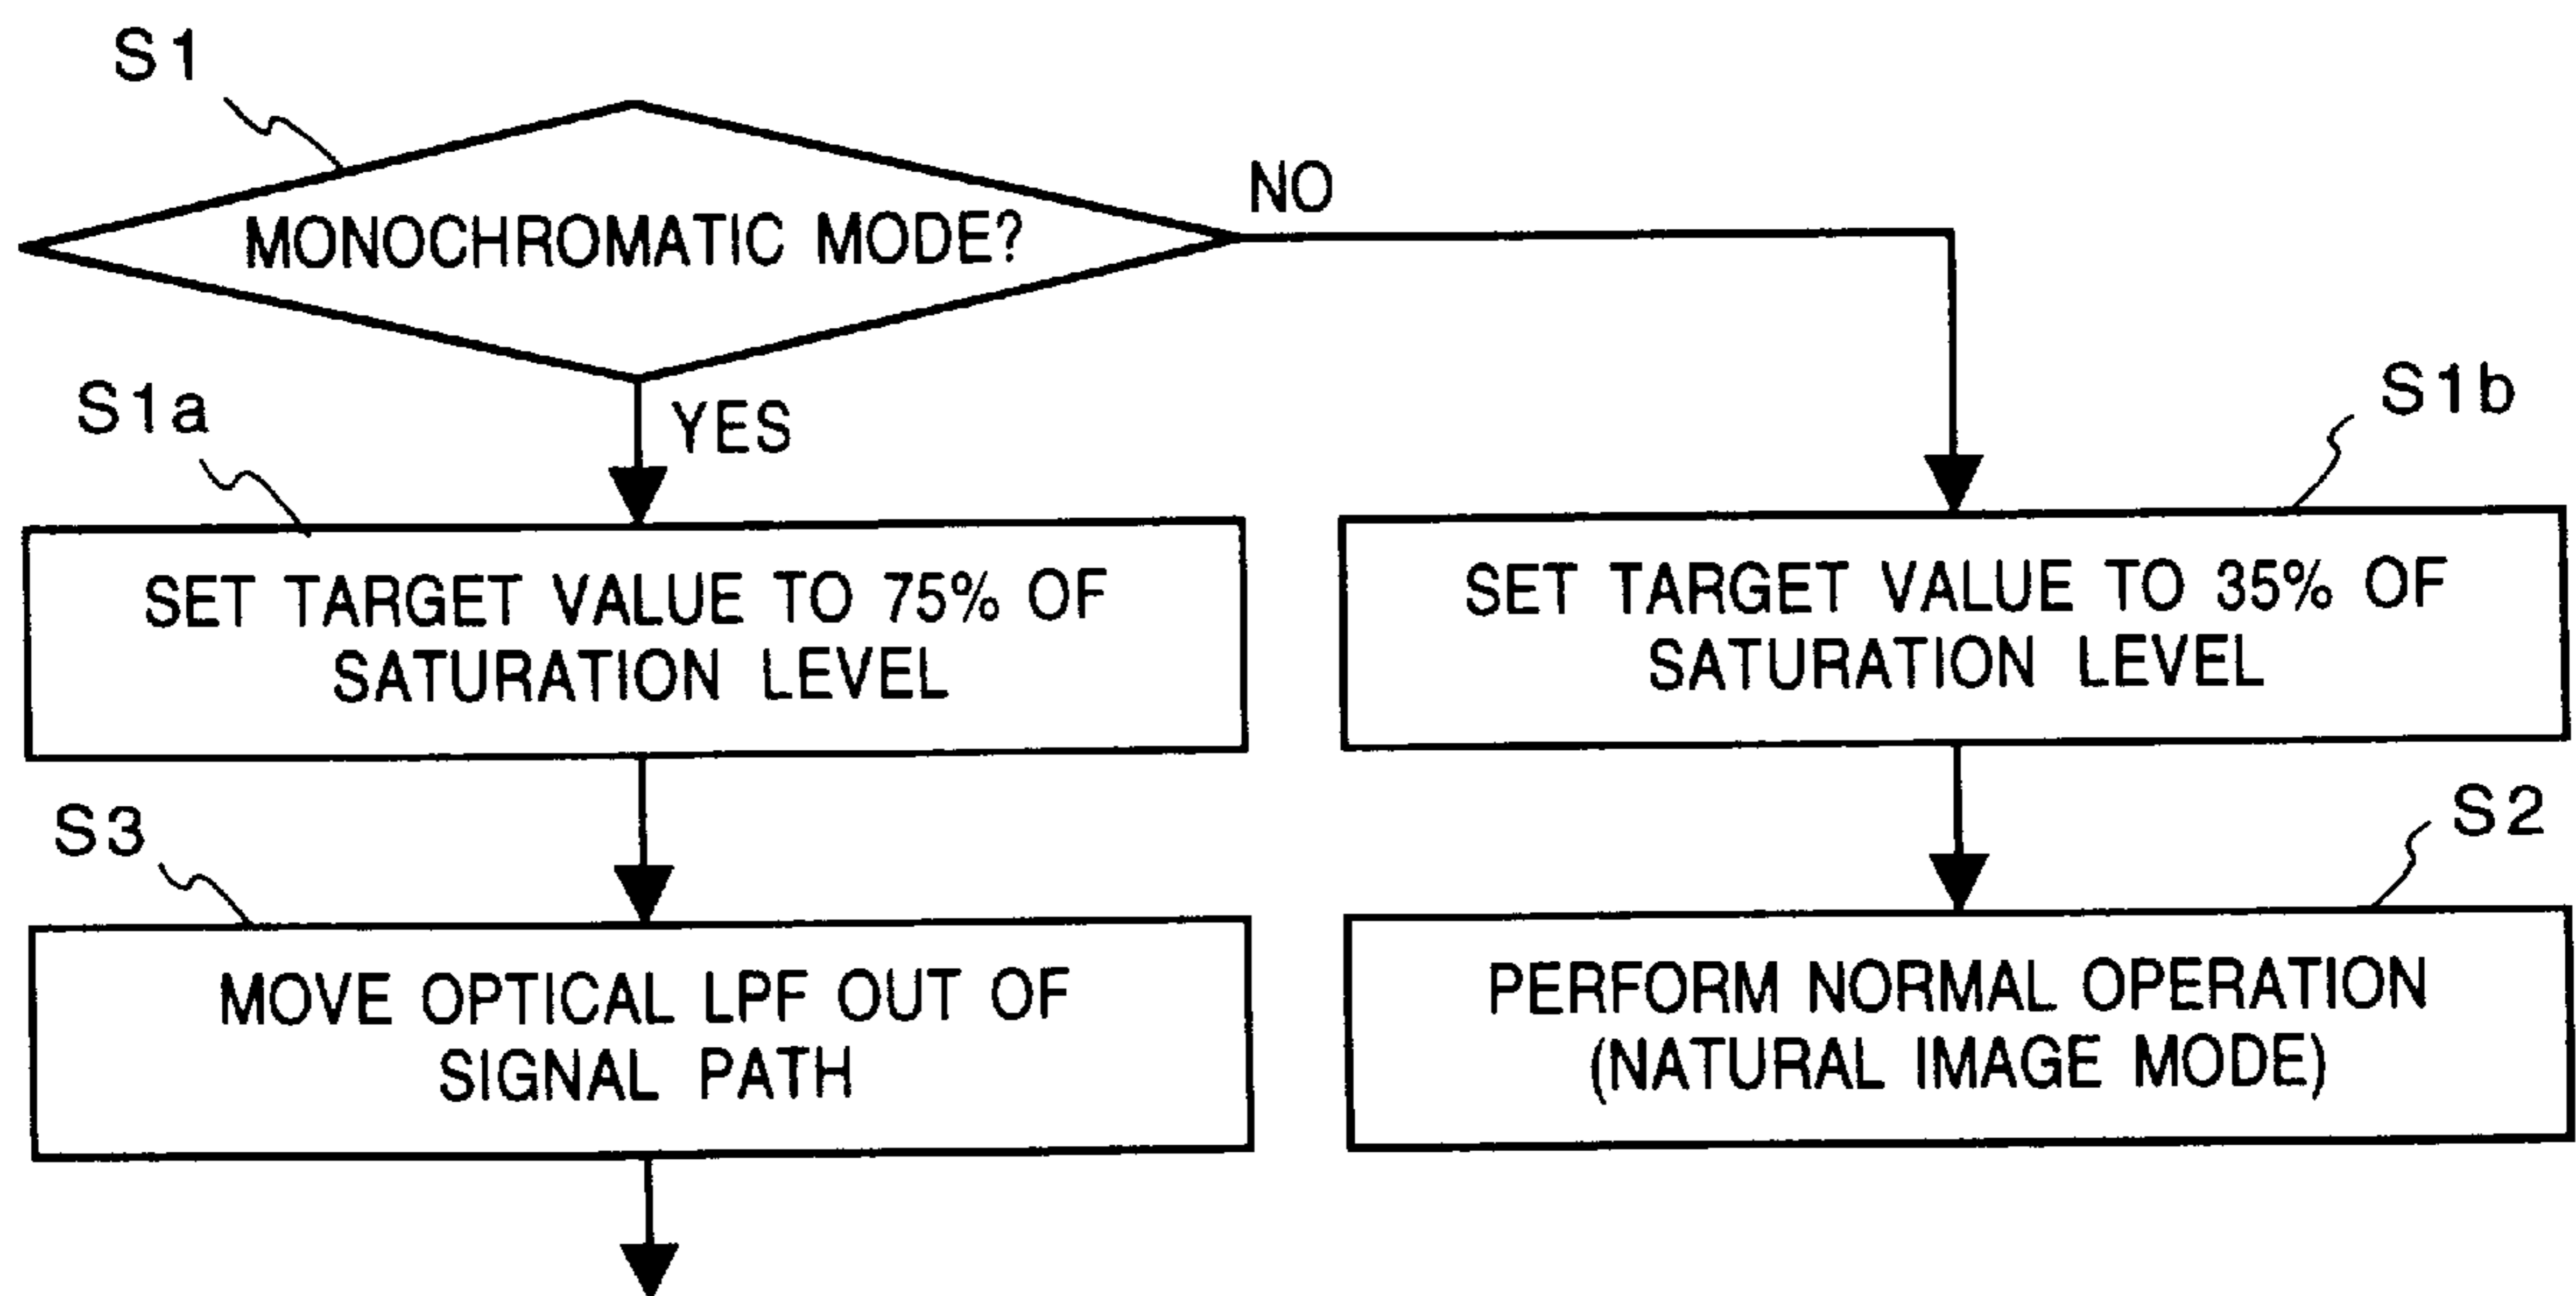 S1
MONOCHROMATIC MODE?
NO
YES
S1a
SET TARGET VALUE TO 75% OF
SATURATION LEVEL
S1b
SET TARGET VALUE TO 35% OF
SATURATION LEVEL
S3
MOVE OPTICAL LPF OUT OF
SIGNAL PATH
S2
PERFORM NORMAL OPERATION
(NATURAL IMAGE MODE)